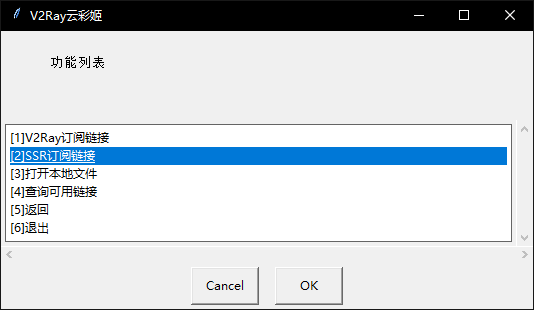 V2Ray云彩姬
功能列表
[1]V2Ray订阅链接
[2]SSR订阅链接
[3]打开本地文件
[4]查询可用链接
[5]返回
[6]退出
Cancel
OK